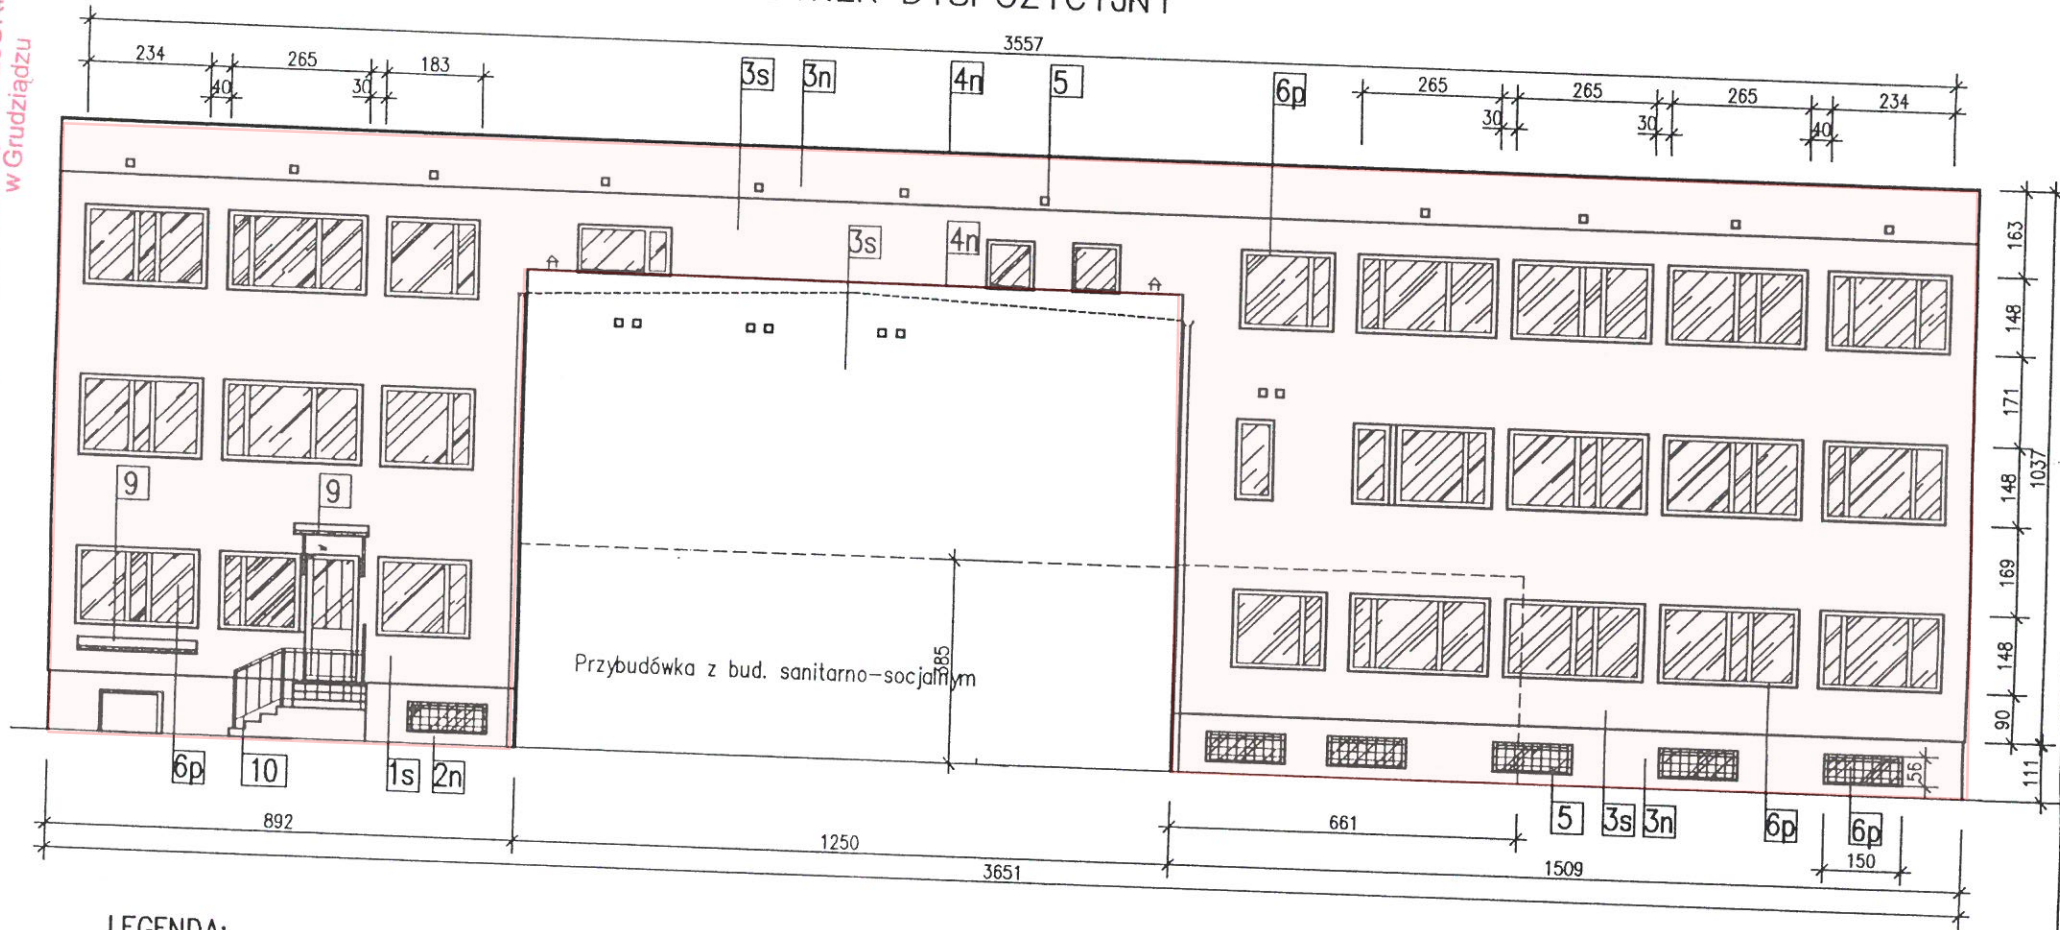 DYSPOZYCYJNY
w Grudziądzu
3557
234 265 183 265 265 265 234
40 30 30 30 40
3s 3n 4n 5 6p
3s 4n
163
148
171
148
1037
169
148
90
111
9 9
385
Przybudówka z bud. sanitarno-socjalnym
56
6p 10 1s 2n
5 3s 3n 6p 6p
892 1250 661 150
3651 1509
LEGENDA: